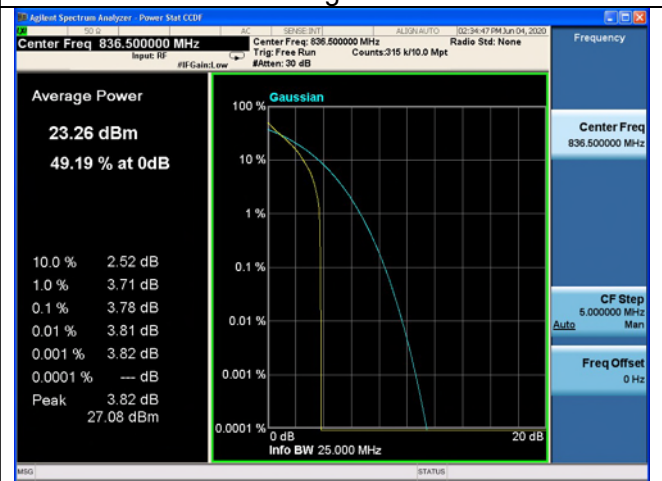 Agilent Spectrum Analyzer - Power Stat CCDF
50 Ω AC SENSE:INT ALIGN AUTO 02:34:47 PM Jun 04, 2020
Center Freq 836.500000 MHz
Input: RF
#IFGain:Low
Center Freq: 836.500000 MHz
Radio Std: None
Trig: Free Run
Counts:315 k/10.0 Mpt
#Atten: 30 dB
Average Power
23.26 dBm
49.19 % at 0dB
10.0 % 2.52 dB
1.0 % 3.71 dB
0.1 % 3.78 dB
0.01 % 3.81 dB
0.001 % 3.82 dB
0.0001 % --- dB
Peak 3.82 dB
27.08 dBm
Gaussian
100 %
10 %
1 %
0.1 %
0.01 %
0.001 %
0.0001 %
0 dB
20 dB
Info BW 25.000 MHz
Frequency
Center Freq
836.500000 MHz
CF Step
5.000000 MHz
Auto Man
Freq Offset
0 Hz
MSG
STATUS